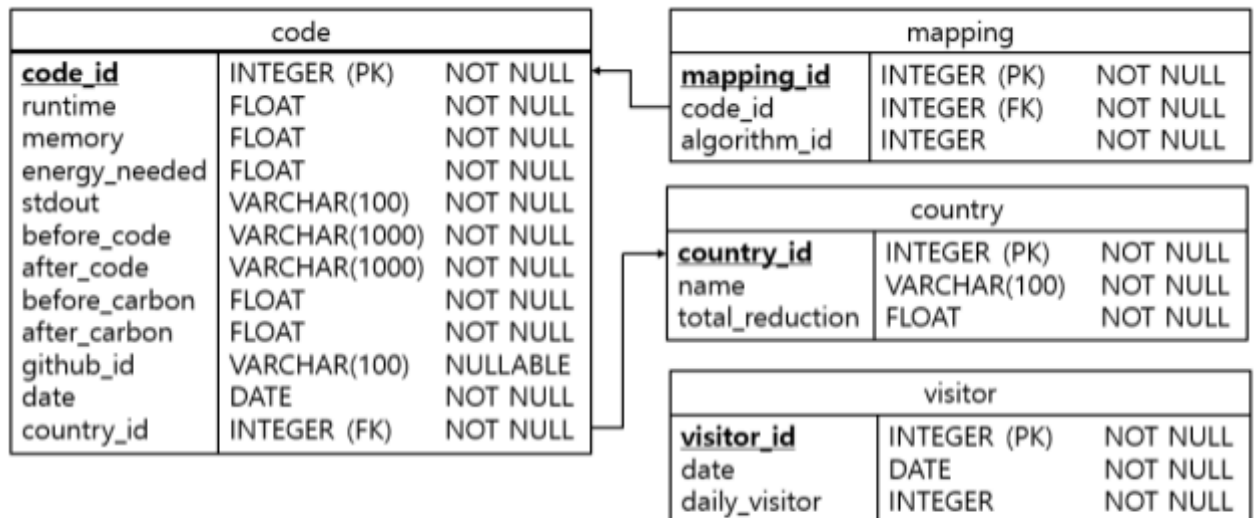 code
code_id INTEGER (PK) NOT NULL
runtime FLOAT NOT NULL
memory FLOAT NOT NULL
energy_needed FLOAT NOT NULL
stdout VARCHAR(100) NOT NULL
before_code VARCHAR(1000) NOT NULL
after_code VARCHAR(1000) NOT NULL
before_carbon FLOAT NOT NULL
after_carbon FLOAT NOT NULL
github_id VARCHAR(100) NULLABLE
date DATE NOT NULL
country_id INTEGER (FK) NOT NULL
mapping
mapping_id INTEGER (PK) NOT NULL
code_id INTEGER (FK) NOT NULL
algorithm_id INTEGER NOT NULL
country
country_id INTEGER (PK) NOT NULL
name VARCHAR(100) NOT NULL
total_reduction FLOAT NOT NULL
visitor
visitor_id INTEGER (PK) NOT NULL
date DATE NOT NULL
daily_visitor INTEGER NOT NULL